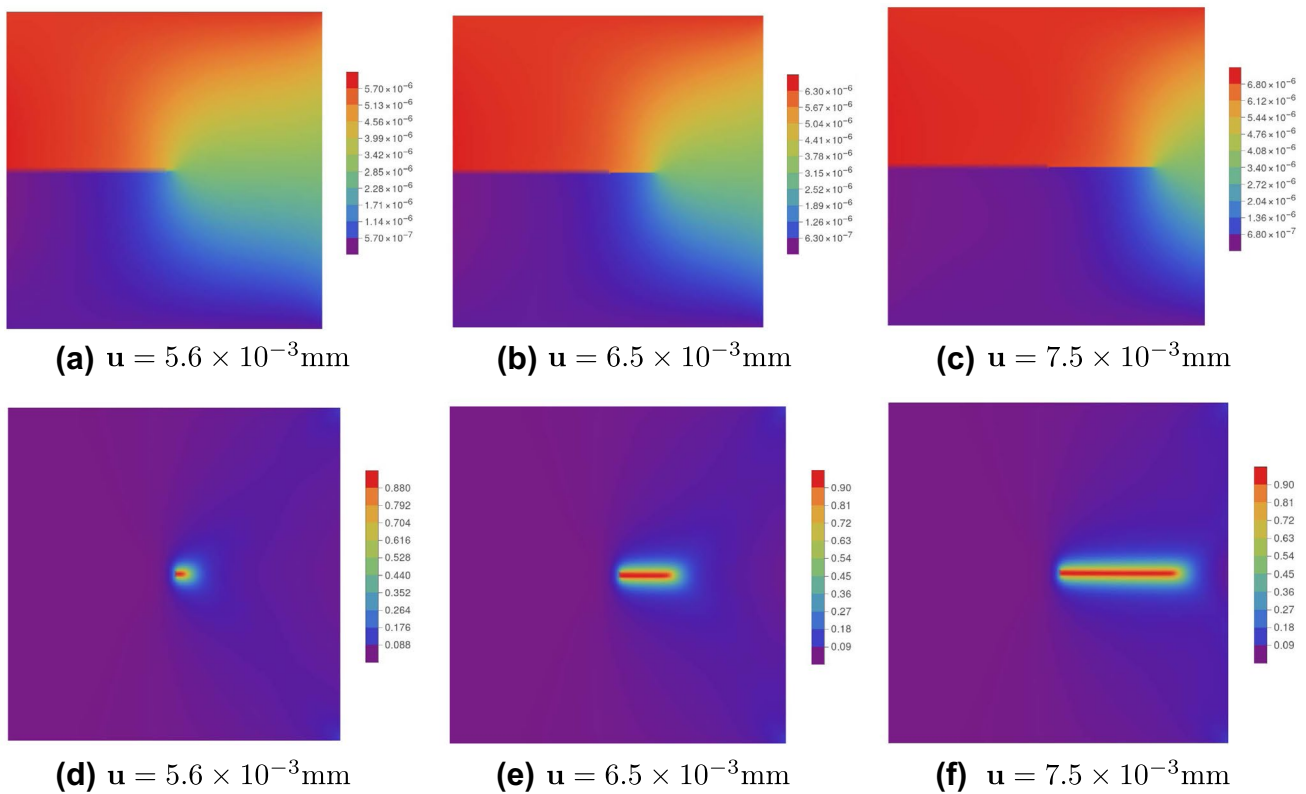 5.70 × 10⁻⁶
5.13 × 10⁻⁶
4.56 × 10⁻⁶
3.99 × 10⁻⁶
3.42 × 10⁻⁶
2.85 × 10⁻⁶
2.28 × 10⁻⁶
1.71 × 10⁻⁶
1.14 × 10⁻⁶
5.70 × 10⁻⁷
6.30 × 10⁻⁶
5.67 × 10⁻⁶
5.04 × 10⁻⁶
4.41 × 10⁻⁶
3.78 × 10⁻⁶
3.15 × 10⁻⁶
2.52 × 10⁻⁶
1.89 × 10⁻⁶
1.26 × 10⁻⁶
6.30 × 10⁻⁷
6.80 × 10⁻⁶
6.12 × 10⁻⁶
5.44 × 10⁻⁶
4.76 × 10⁻⁶
4.08 × 10⁻⁶
3.40 × 10⁻⁶
2.72 × 10⁻⁶
2.04 × 10⁻⁶
1.36 × 10⁻⁶
6.80 × 10⁻⁷
(a) u = 5.6 × 10⁻³mm
(b) u = 6.5 × 10⁻³mm
(c) u = 7.5 × 10⁻³mm
0.880
0.792
0.704
0.616
0.528
0.440
0.352
0.264
0.176
0.088
0.90
0.81
0.72
0.63
0.54
0.45
0.36
0.27
0.18
0.09
0.90
0.81
0.72
0.63
0.54
0.45
0.36
0.27
0.18
0.09
(d) u = 5.6 × 10⁻³mm
(e) u = 6.5 × 10⁻³mm
(f) u = 7.5 × 10⁻³mm